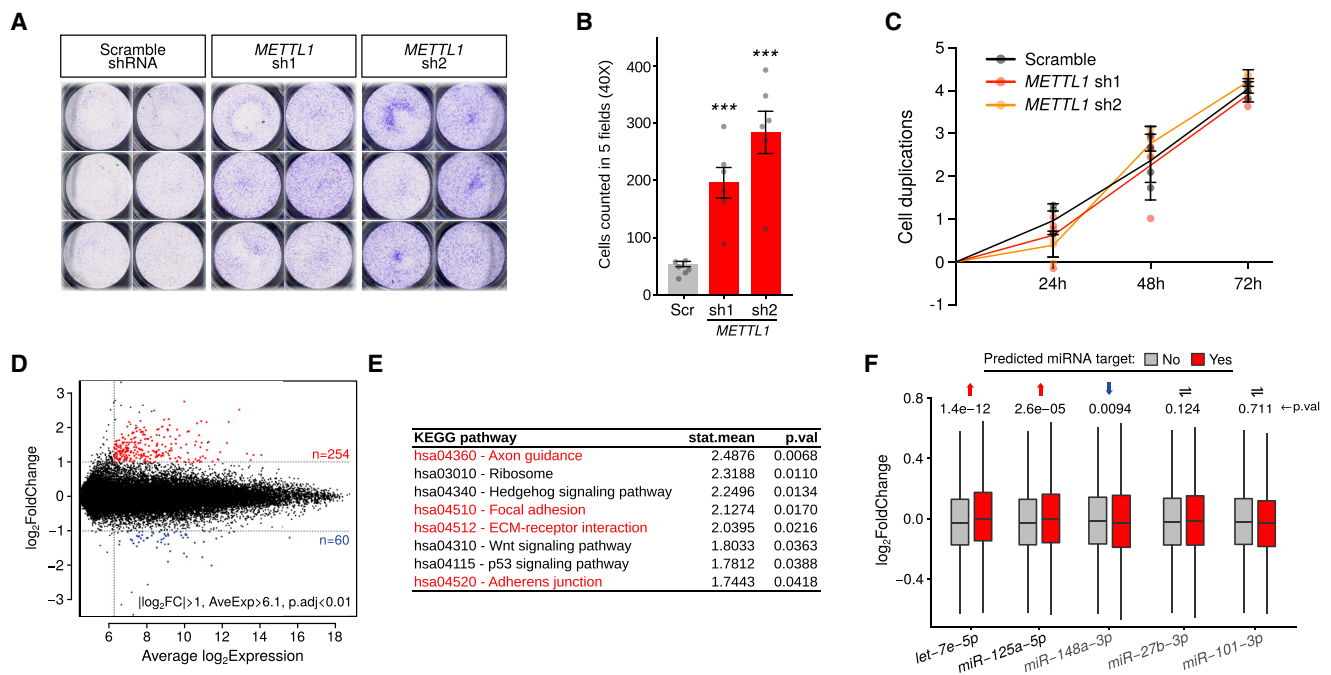 A
Scramble
shRNA
METTL1
sh1
METTL1
sh2
B
Cells counted in 5 fields (40X)
400
300
200
100
0
***
***
Scr
sh1
sh2
METTL1
C
Cell duplications
5
4
3
2
1
0
-1
Scramble
METTL1 sh1
METTL1 sh2
24h
48h
72h
D
log₂FoldChange
3
2
1
0
−1
−2
−3
n=254
n=60
|log₂FC|>1, AveExp>6.1, p.adj<0.01
6 8 10 12 14 16 18
Average log₂Expression
E
KEGG pathway stat.mean p.val
hsa04360 - Axon guidance 2.4876 0.0068
hsa03010 - Ribosome 2.3188 0.0110
hsa04340 - Hedgehog signaling pathway 2.2496 0.0134
hsa04510 - Focal adhesion 2.1274 0.0170
hsa04512 - ECM-receptor interaction 2.0395 0.0216
hsa04310 - Wnt signaling pathway 1.8033 0.0363
hsa04115 - p53 signaling pathway 1.7812 0.0388
hsa04520 - Adherens junction 1.7443 0.0418
F
Predicted miRNA target: No Yes
1.4e−12 2.6e−05 0.0094 0.124 0.711 ←p.val
log₂FoldChange
0.8
0.4
0.0
−0.4
let−7e−5p
miR−125a−5p
miR−148a−3p
miR−27b−3p
miR−101−3p